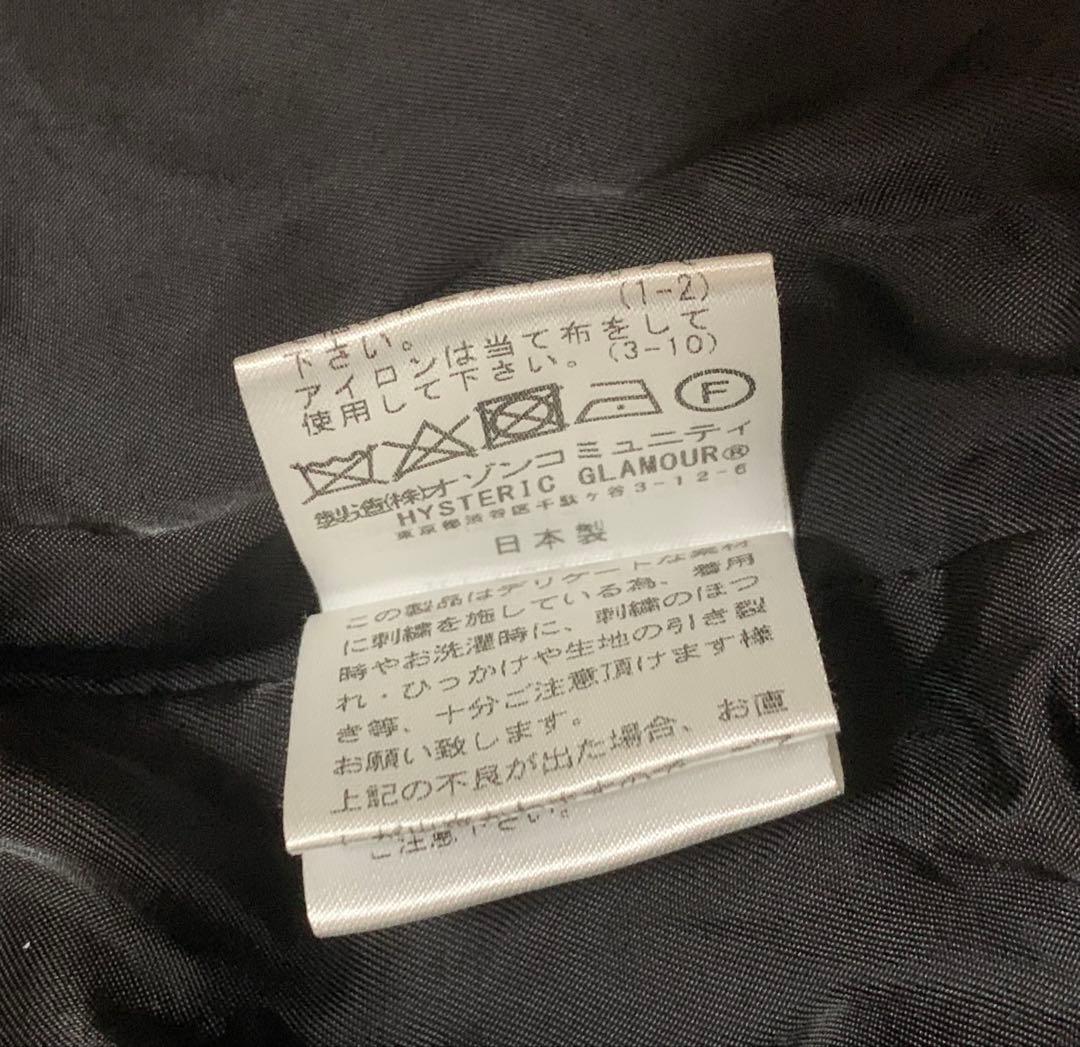 下さい。 (1-2)
アイロンは当て布をして
使用して下さい。(3-10)
F
製造(株)オゾンコミュニティ
HYSTERIC GLAMOUR®
東京都渋谷区千駄ヶ谷3-12-6
日本製
この製品はデリケートな素材
に刺繍を施している為、着用
時やお洗濯時に、刺繍のほつ
れ・ひっかけや生地の引き裂
き等、十分ご注意頂けます様
お願い致します。
上記の不良が出た場合、お直
ご注意下さい。